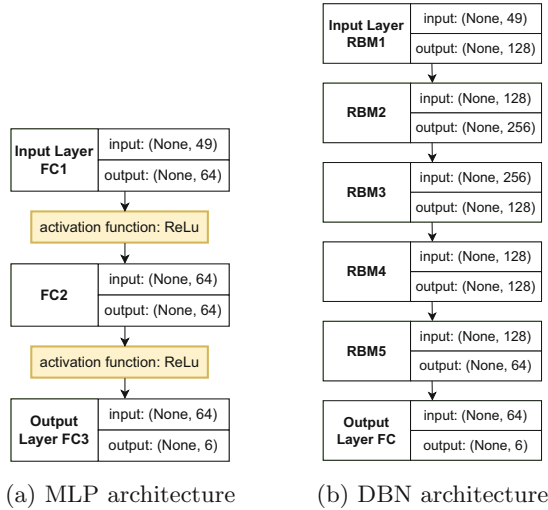 Input Layer
FC1
input: (None, 49)
output: (None, 64)
activation function: ReLu
FC2
input: (None, 64)
output: (None, 64)
activation function: ReLu
Output
Layer FC3
input: (None, 64)
output: (None, 6)
(a) MLP architecture
Input Layer
RBM1
input: (None, 49)
output: (None, 128)
RBM2
input: (None, 128)
output: (None, 256)
RBM3
input: (None, 256)
output: (None, 128)
RBM4
input: (None, 128)
output: (None, 128)
RBM5
input: (None, 128)
output: (None, 64)
Output
Layer FC
input: (None, 64)
output: (None, 6)
(b) DBN architecture